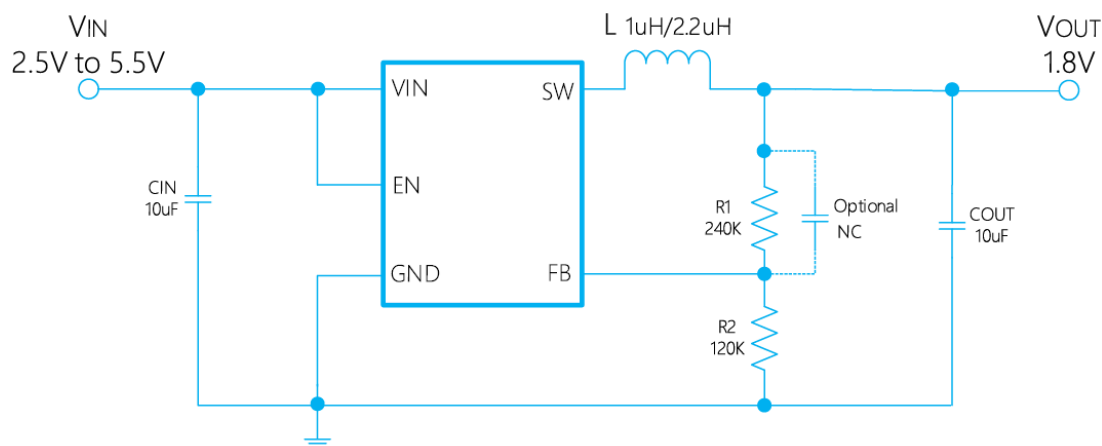 VIN
2.5V to 5.5V
L 1uH/2.2uH
VOUT
1.8V
VIN
SW
EN
GND
FB
CIN
10uF
R1
240K
Optional
NC
COUT
10uF
R2
120K